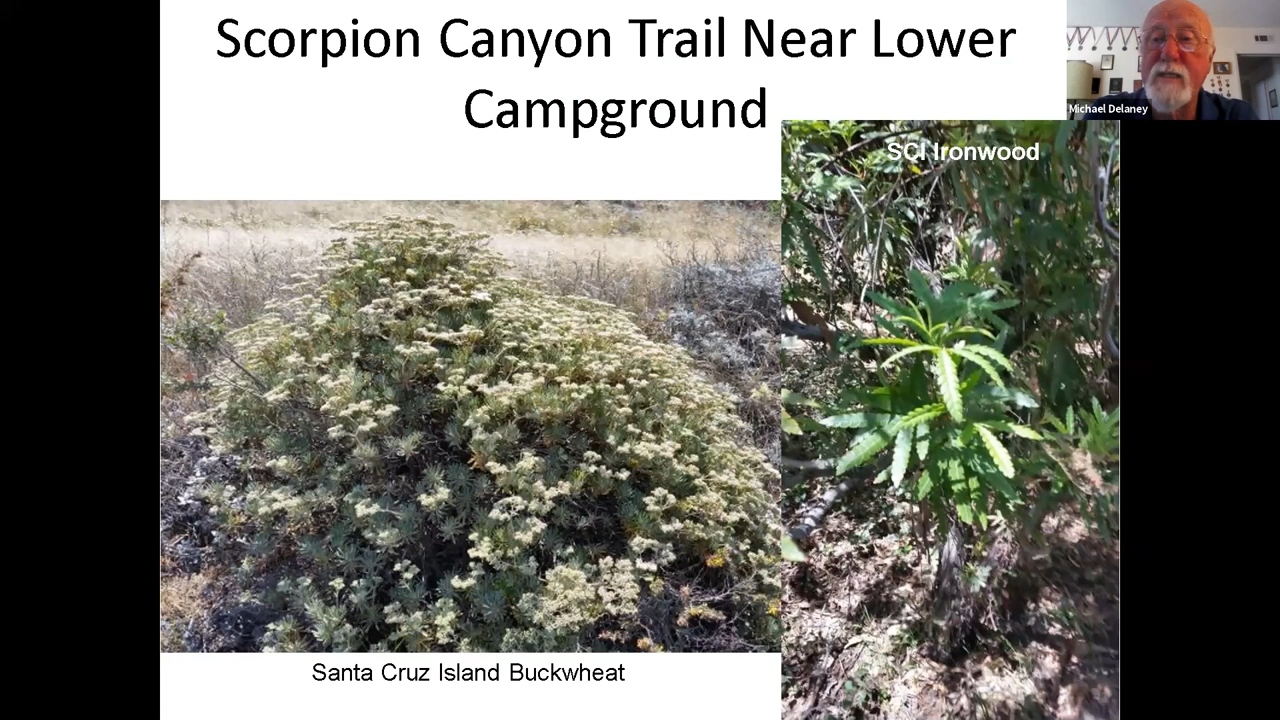 Scorpion Canyon Trail Near Lower
Campground
Michael Delaney
SCI Ironwood
Santa Cruz Island Buckwheat